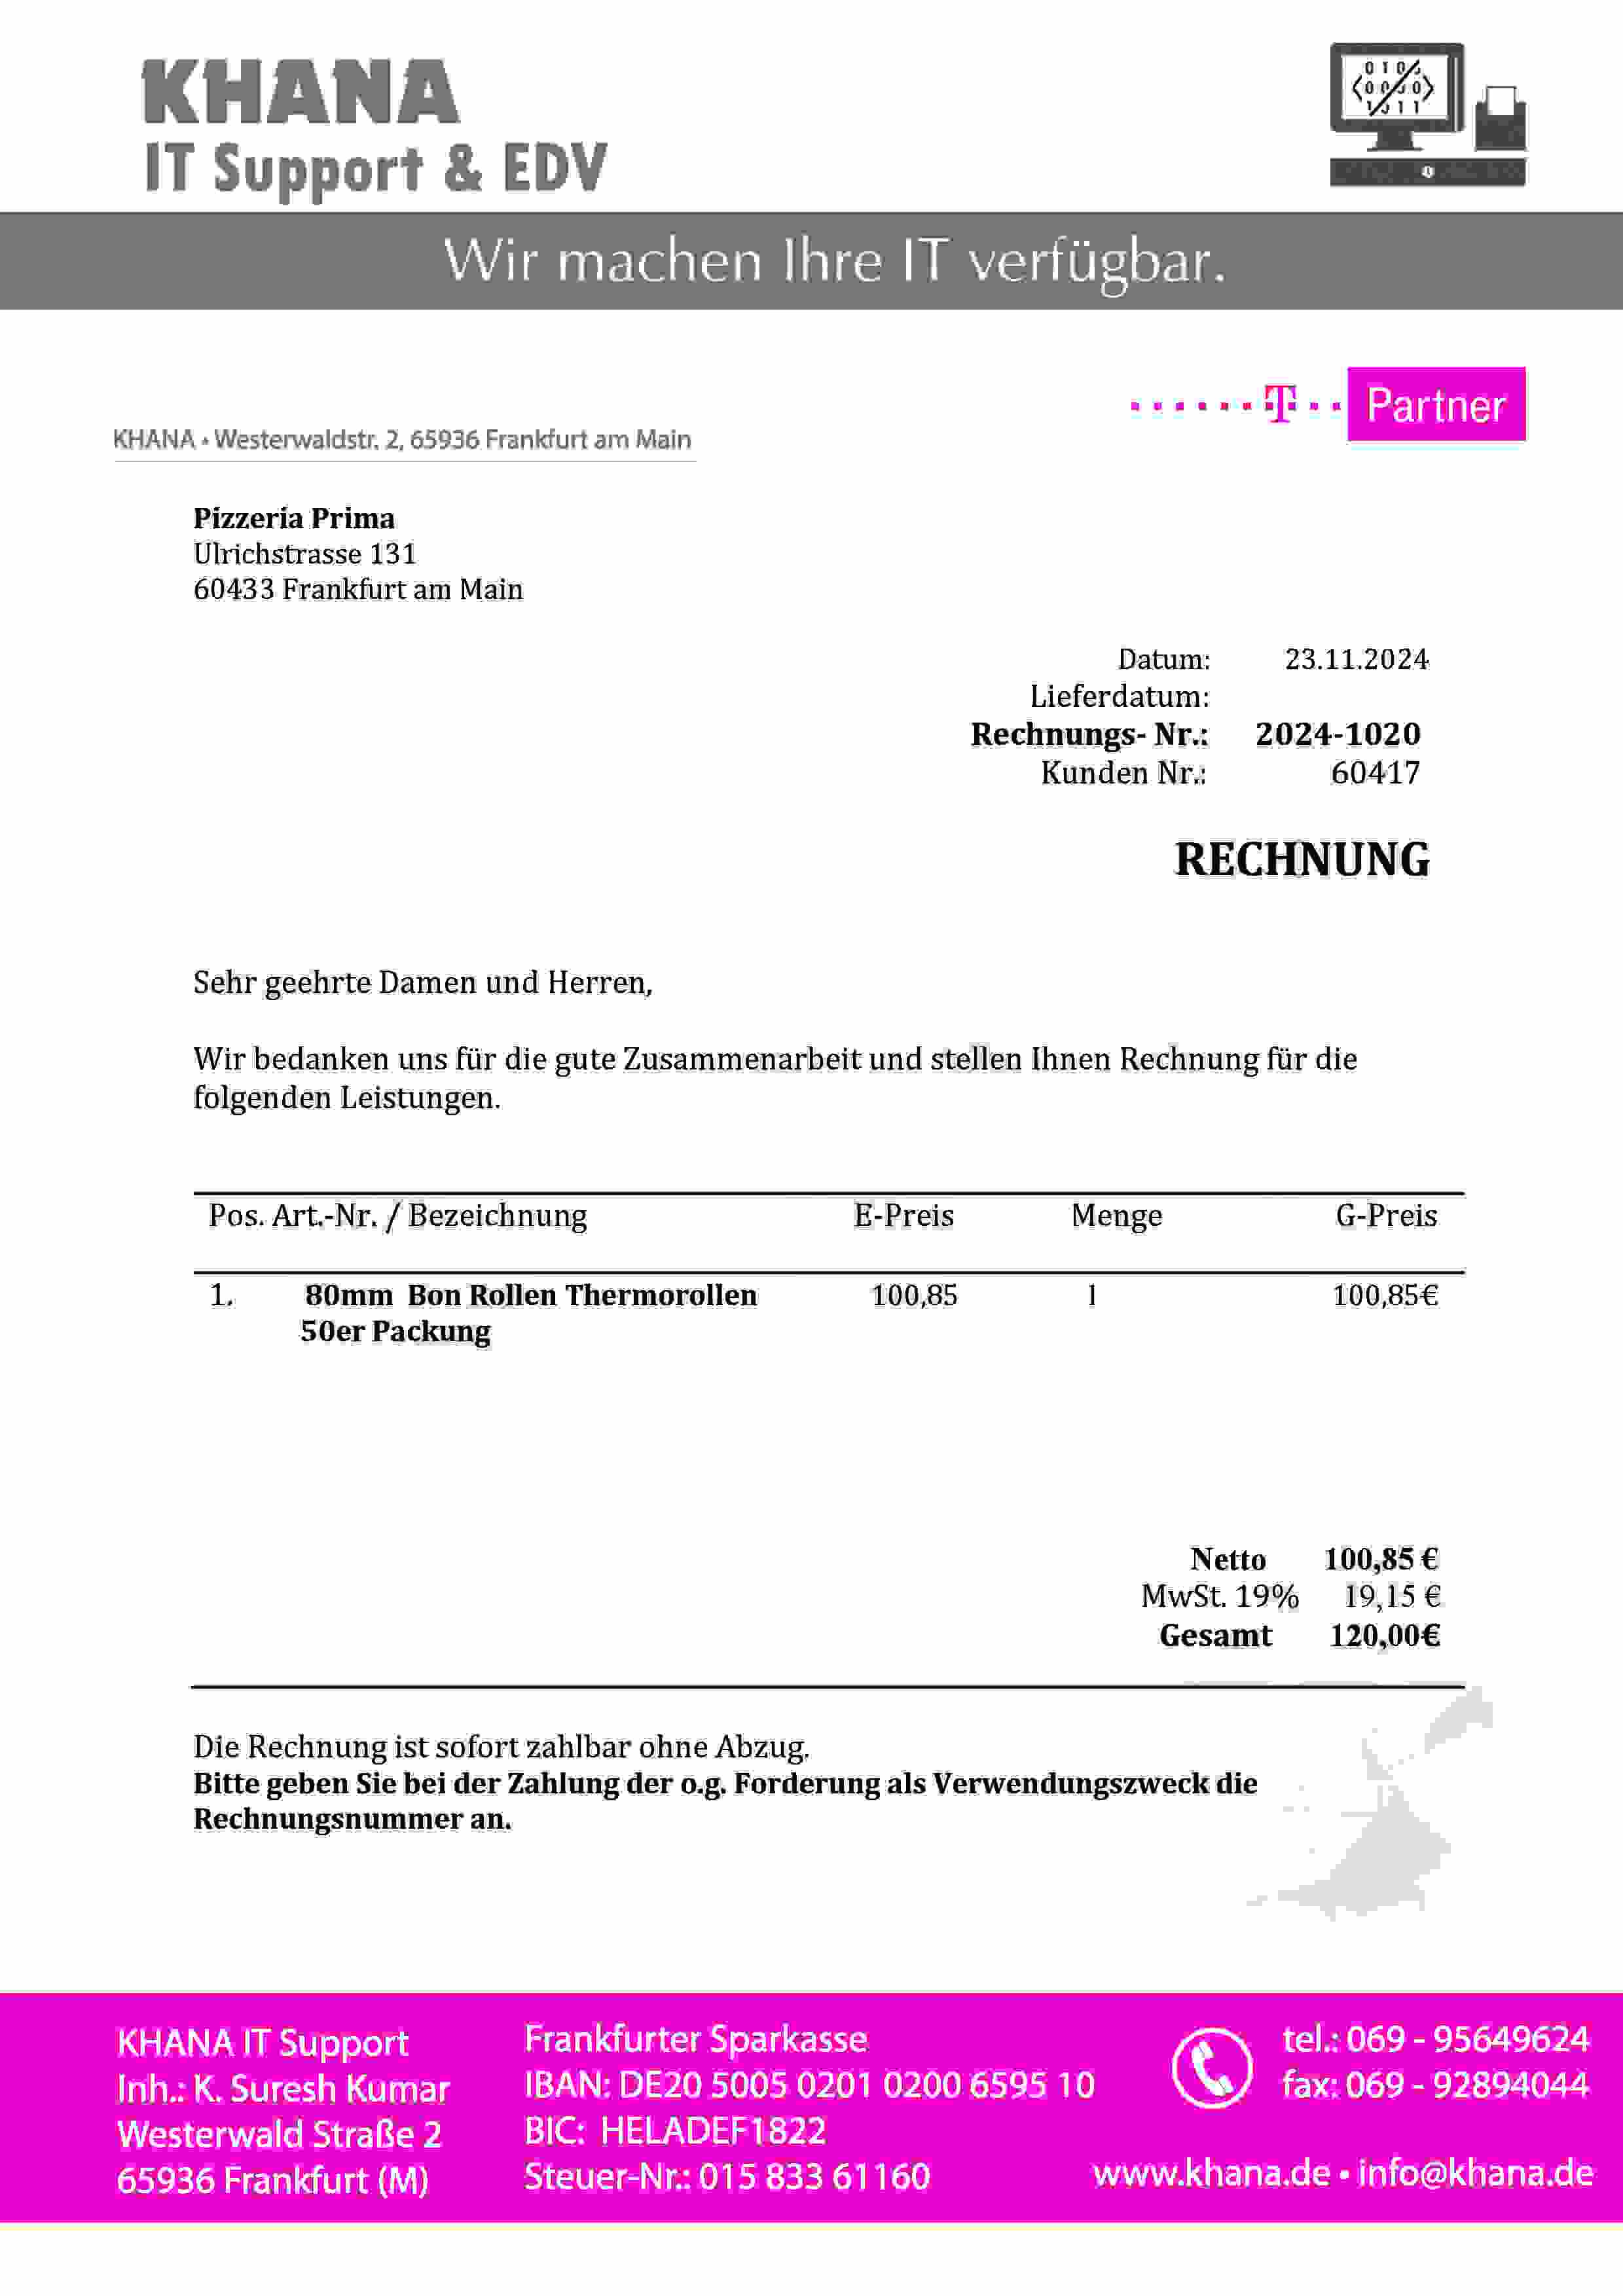 KHANA
IT Support & EDV
0101
0000
1011
Wir machen Ihre IT verfügbar.
T Partner
KHANA • Westerwaldstr. 2, 65936 Frankfurt am Main
Pizzeria Prima
Ulrichstrasse 131
60433 Frankfurt am Main
Datum: 23.11.2024
Lieferdatum:
Rechnungs- Nr.: 2024-1020
Kunden Nr.: 60417
RECHNUNG
Sehr geehrte Damen und Herren,
Wir bedanken uns für die gute Zusammenarbeit und stellen Ihnen Rechnung für die
folgenden Leistungen.
Pos. Art.-Nr. / Bezeichnung E-Preis Menge G-Preis
1. 80mm Bon Rollen Thermorollen 100,85 1 100,85€
50er Packung
Netto 100,85 €
MwSt. 19% 19,15 €
Gesamt 120,00€
Die Rechnung ist sofort zahlbar ohne Abzug.
Bitte geben Sie bei der Zahlung der o.g. Forderung als Verwendungszweck die
Rechnungsnummer an.
KHANA IT Support
Inh.: K. Suresh Kumar
Westerwald Straße 2
65936 Frankfurt (M)
Frankfurter Sparkasse
IBAN: DE20 5005 0201 0200 6595 10
BIC: HELADEF1822
Steuer-Nr.: 015 833 61160
tel.: 069 - 95649624
fax: 069 - 92894044
www.khana.de • info@khana.de